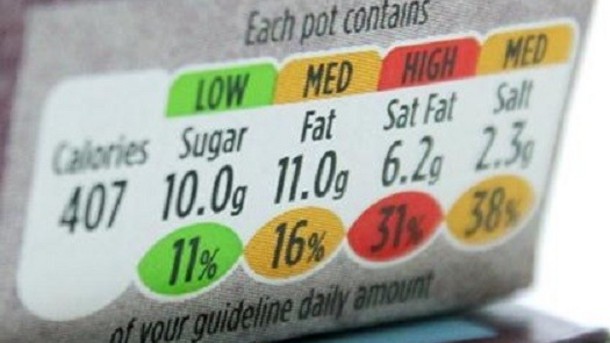 Each pot contains
LOW MED HIGH MED
Calories Sugar Fat Sat Fat Salt
407 10.0g 11.0g 6.2g 2.3g
11% 16% 31% 38%
of your guideline daily amount